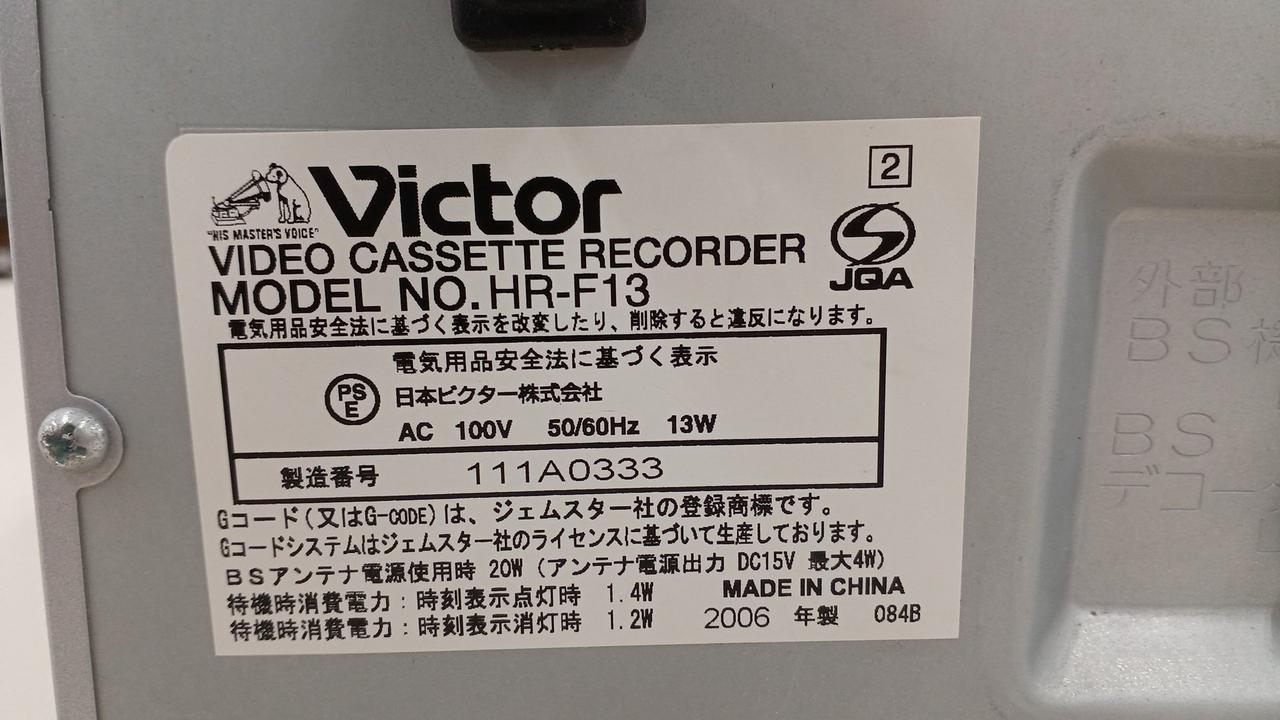 2
Victor
"HIS MASTER'S VOICE"
VIDEO CASSETTE RECORDER
JQA
MODEL NO. HR-F13
電気用品安全法に基づく表示を改変したり、削除すると違反になります。
電気用品安全法に基づく表示
PS
E
日本ビクター株式会社
AC 100V 50/60Hz 13W
製造番号 111A0333
Gコード(又はG-CODE)は、ジェムスター社の登録商標です。
Gコードシステムはジェムスター社のライセンスに基づいて生産しております。
BSアンテナ電源使用時 20W (アンテナ電源出力 DC15V 最大4W)
待機時消費電力:時刻表示点灯時 1.4W
待機時消費電力:時刻表示消灯時 1.2W
MADE IN CHINA
2006 年製 084B
外部
BS
BS
デコー